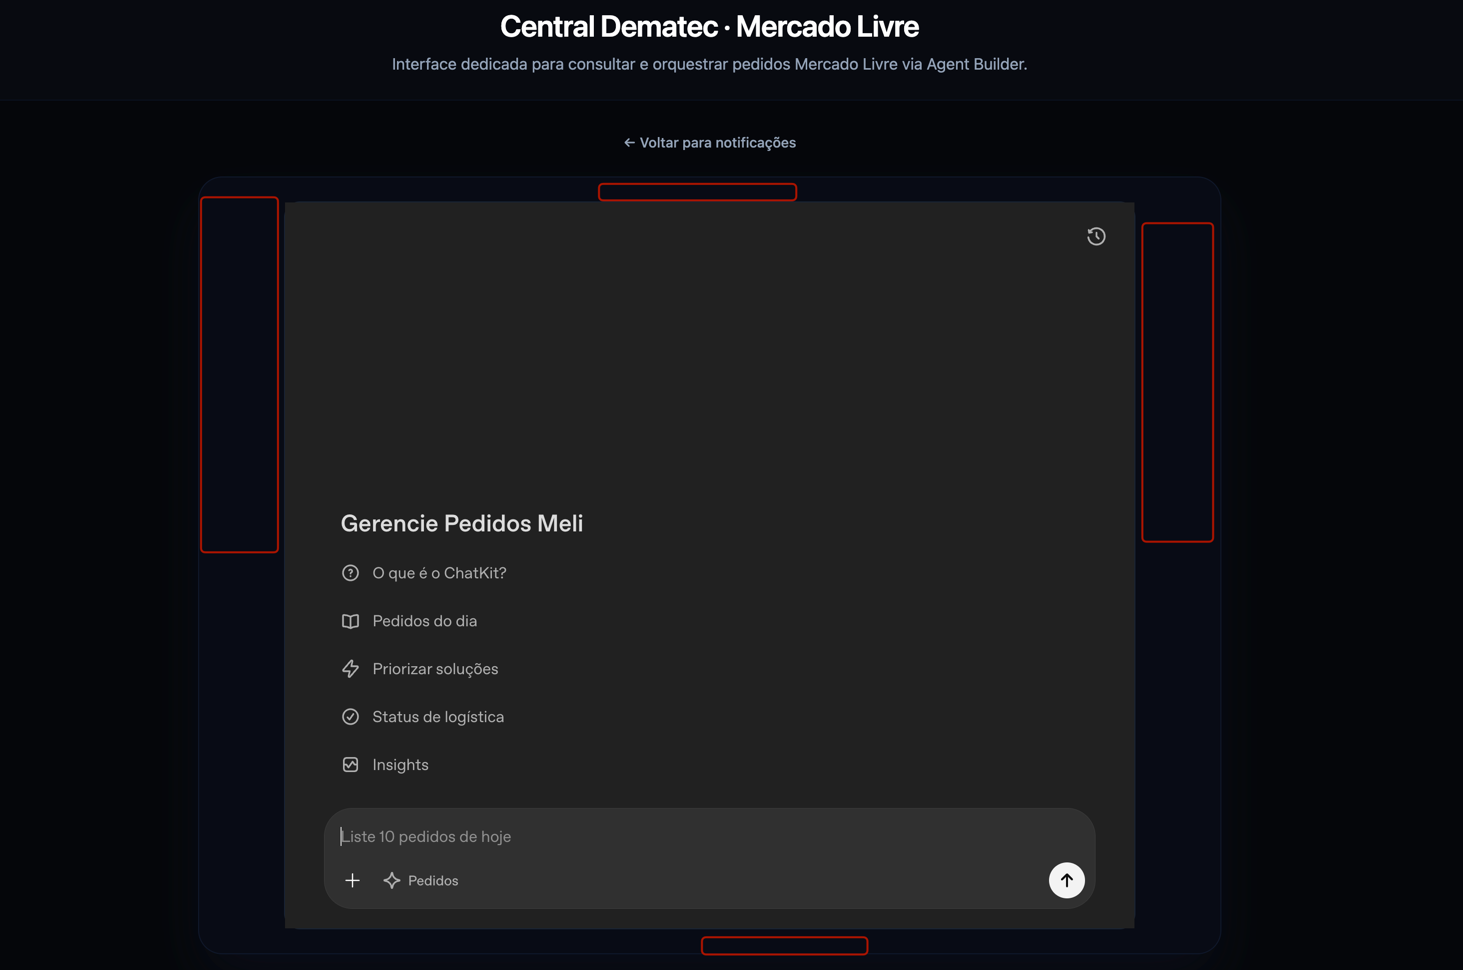 Central Dematec · Mercado Livre
Interface dedicada para consultar e orquestrar pedidos Mercado Livre via Agent Builder.
← Voltar para notificações
Gerencie Pedidos Meli
O que é o ChatKit?
Pedidos do dia
Priorizar soluções
Status de logística
Insights
Liste 10 pedidos de hoje
Pedidos